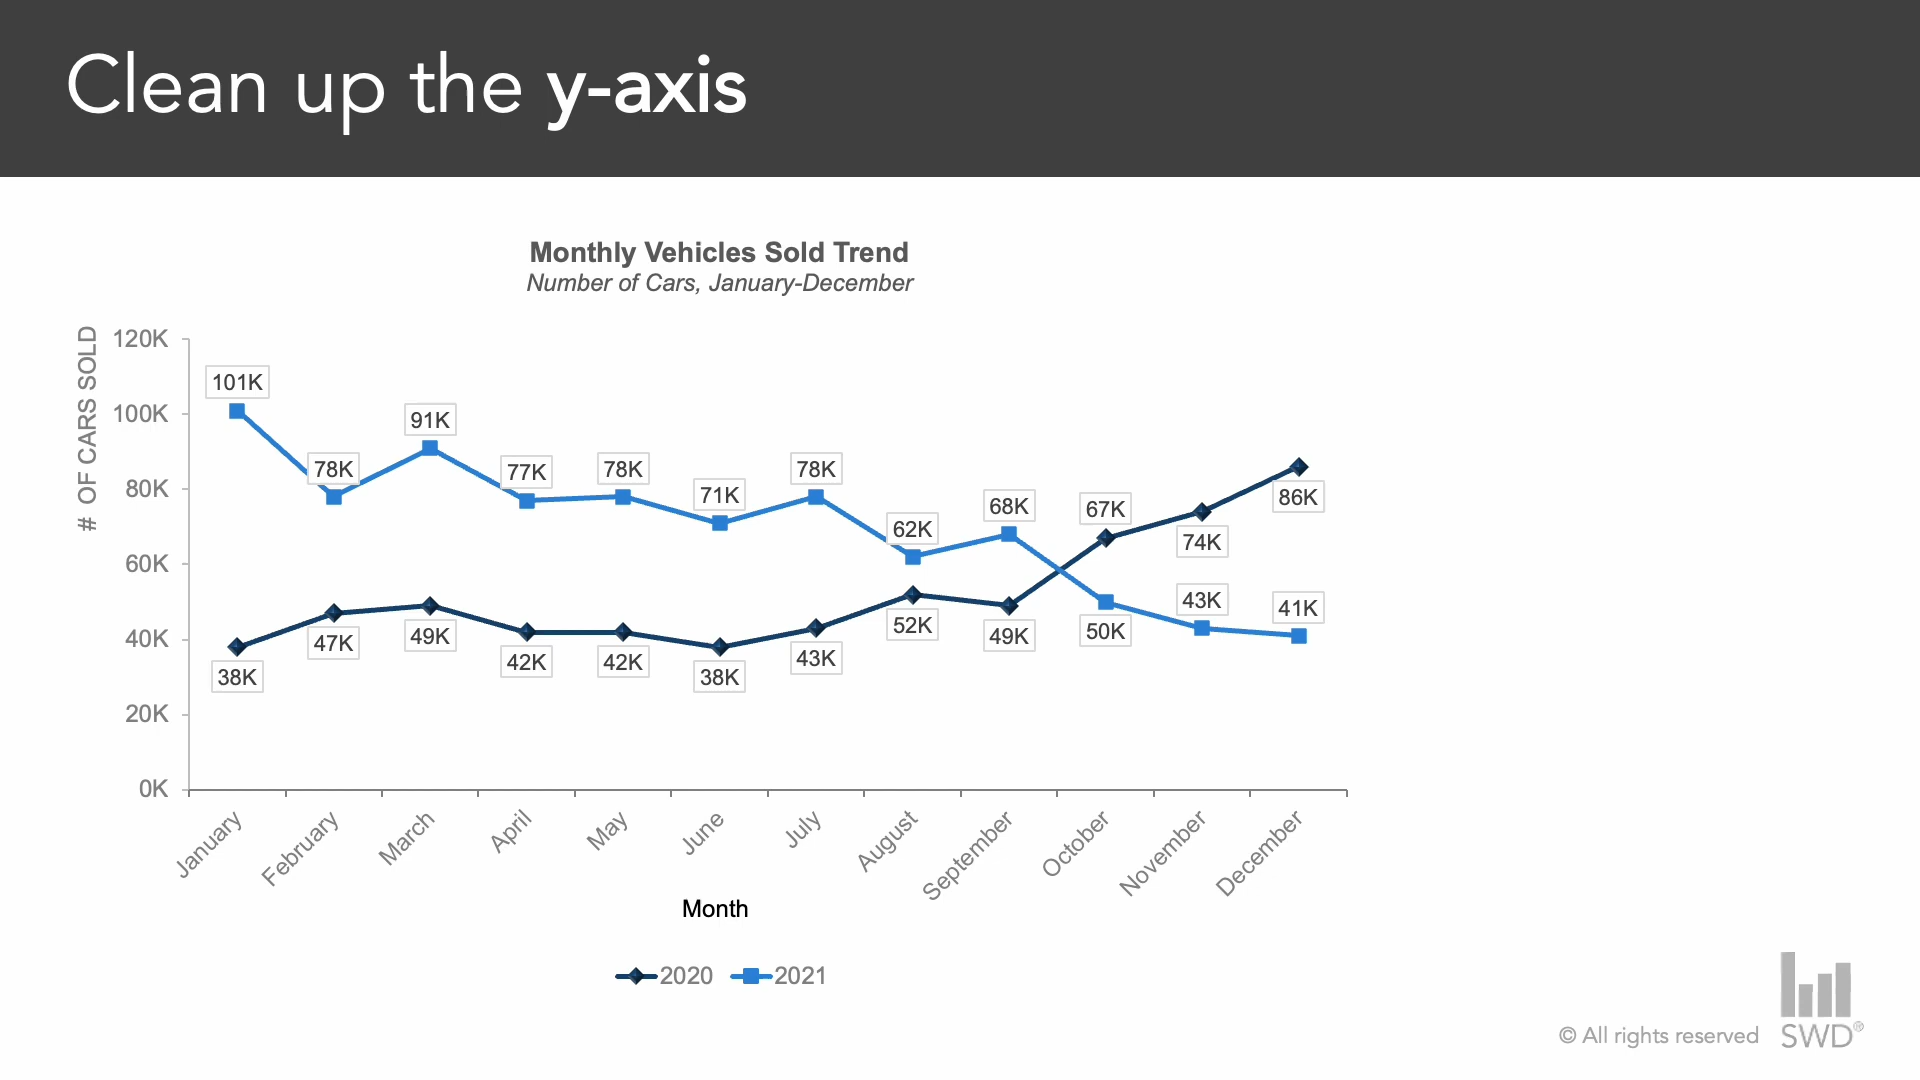 Clean up the y-axis
Monthly Vehicles Sold Trend
Number of Cars, January-December
# OF CARS SOLD
120K
100K
80K
60K
40K
20K
0K
101K
78K
91K
77K
78K
71K
78K
62K
68K
67K
74K
86K
38K
47K
49K
42K
42K
38K
43K
52K
49K
50K
43K
41K
January
February
March
April
May
June
July
August
September
October
November
December
Month
2020
2021
© All rights reserved
SWD®